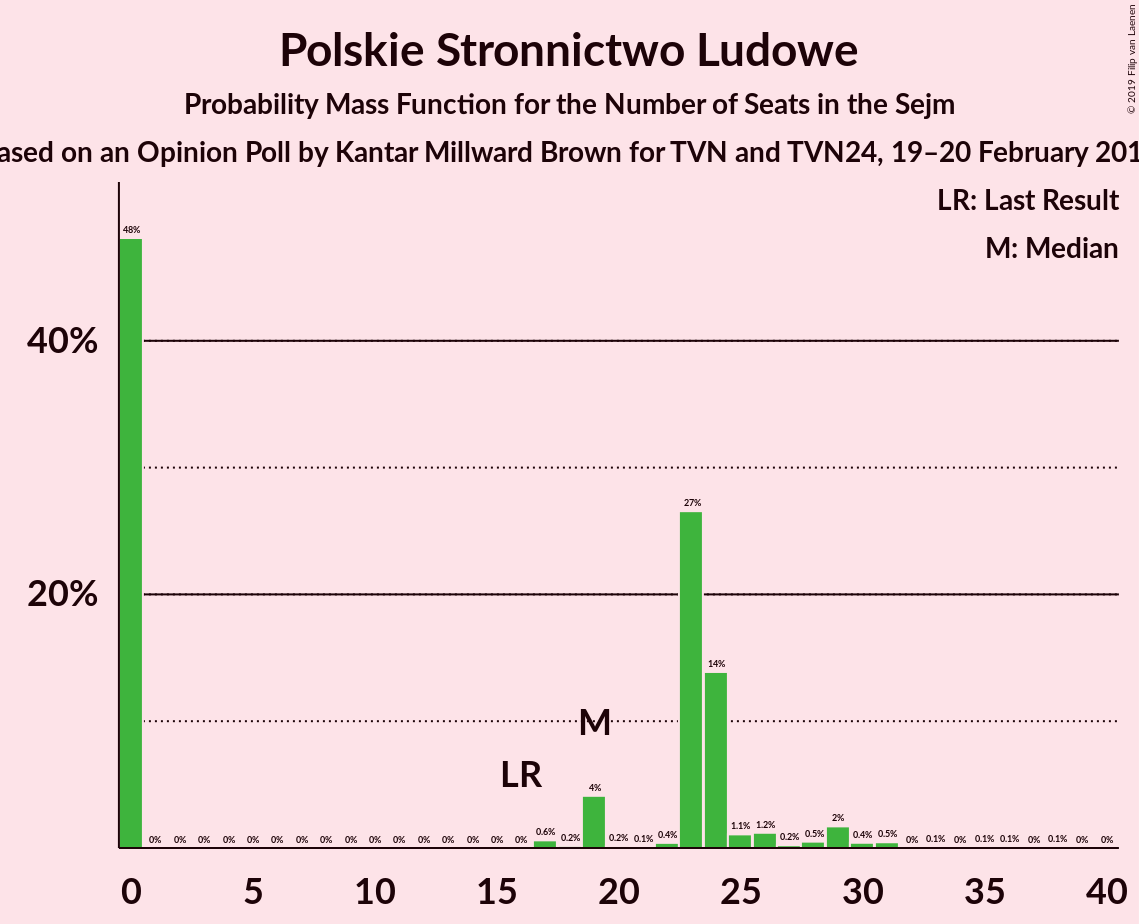 © 2019 Filip van Laenen
Polskie Stronnictwo Ludowe
Probability Mass Function for the Number of Seats in the Sejm
ased on an Opinion Poll by Kantar Millward Brown for TVN and TVN24, 19–20 February 201
LR: Last Result
M: Median
48%
40%
27%
20%
14%
M
LR
4%
0% 0% 0% 0% 0% 0% 0% 0% 0% 0% 0% 0% 0% 0% 0% 0% 0.6% 0.2% 0.2% 0.1% 0.4% 1.1% 1.2% 0.2% 0.5% 2% 0.4% 0.5% 0% 0.1% 0% 0.1% 0.1% 0% 0.1% 0% 0%
0 5 10 15 20 25 30 35 40